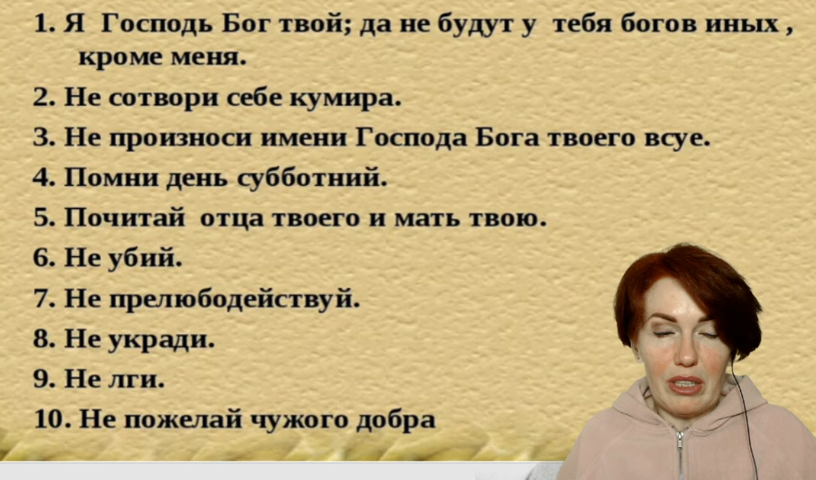 1. Я Господь Бог твой; да не будут у тебя богов иных ,
кроме меня.
2. Не сотвори себе кумира.
3. Не произноси имени Господа Бога твоего всуе.
4. Помни день субботний.
5. Почитай отца твоего и мать твою.
6. Не убий.
7. Не прелюбодействуй.
8. Не укради.
9. Не лги.
10. Не пожелай чужого добра